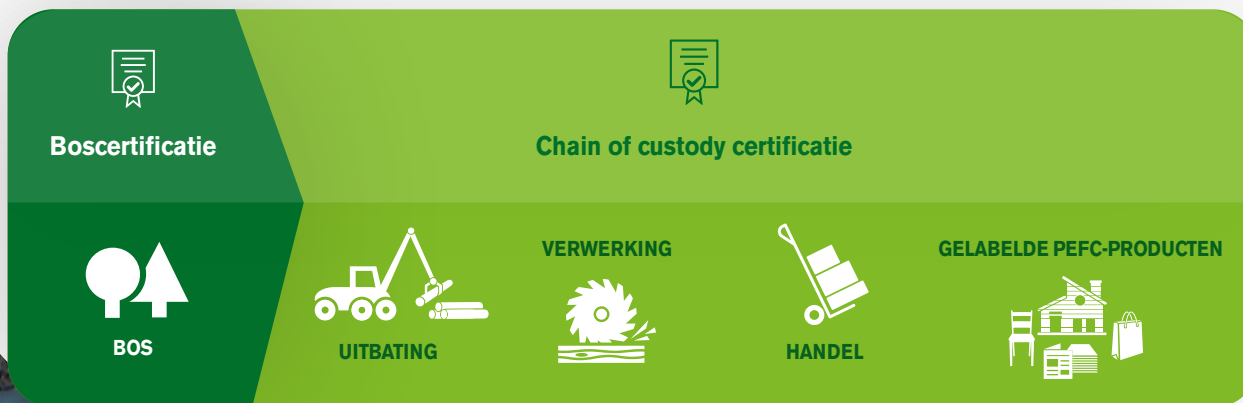 Boscertificatie
Chain of custody certificatie
BOS
UITBATING
VERWERKING
HANDEL
GELABELDE PEFC-PRODUCTEN